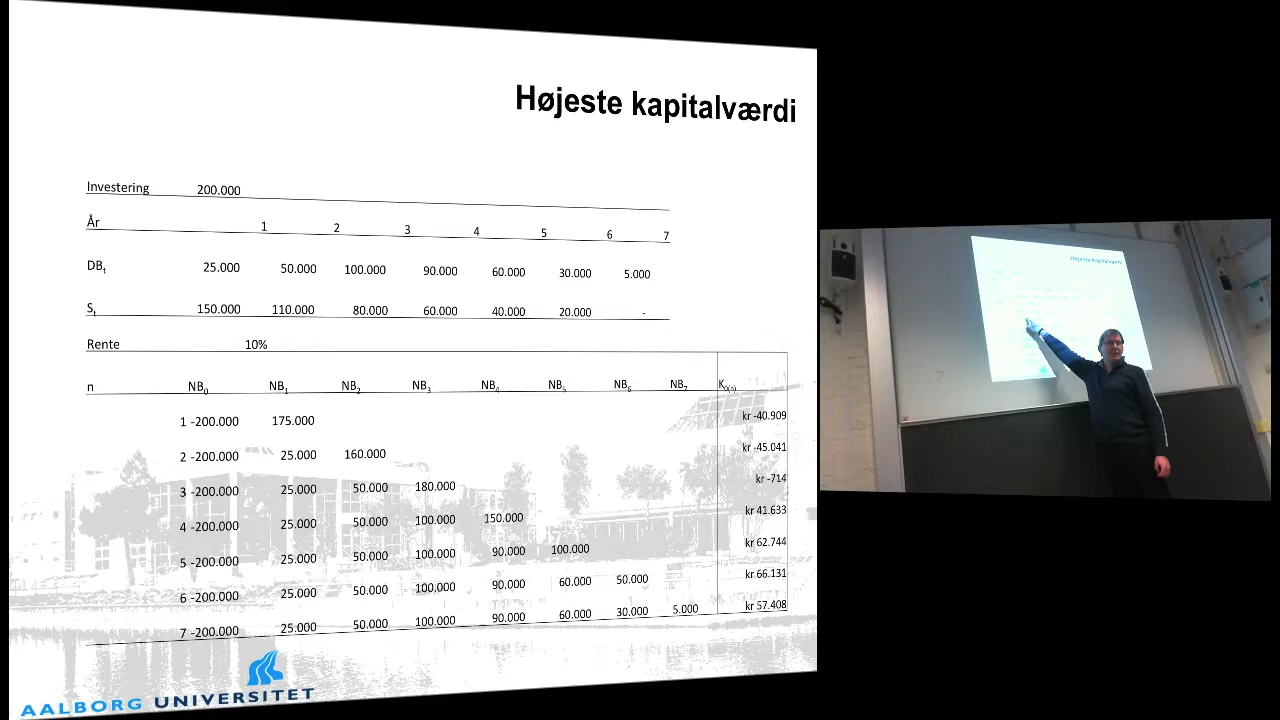 Højeste kapitalværdi
Investering 200.000
År 1 2 3 4 5 6 7
DBt 25.000 50.000 100.000 90.000 60.000 30.000 5.000
St 150.000 110.000 80.000 60.000 40.000 20.000 -
Rente 10%
n NB0 NB1 NB2 NB3 NB4 NB5 NB6 NB7 K0(n)
1 -200.000 175.000 kr -40.909
2 -200.000 25.000 160.000 kr -45.041
3 -200.000 25.000 50.000 180.000 kr -714
4 -200.000 25.000 50.000 100.000 150.000 kr 41.633
5 -200.000 25.000 50.000 100.000 90.000 100.000 kr 62.744
6 -200.000 25.000 50.000 100.000 90.000 60.000 50.000 kr 66.131
7 -200.000 25.000 50.000 100.000 90.000 60.000 30.000 5.000 kr 57.408
AALBORG UNIVERSITET
Højeste kapitalværdi